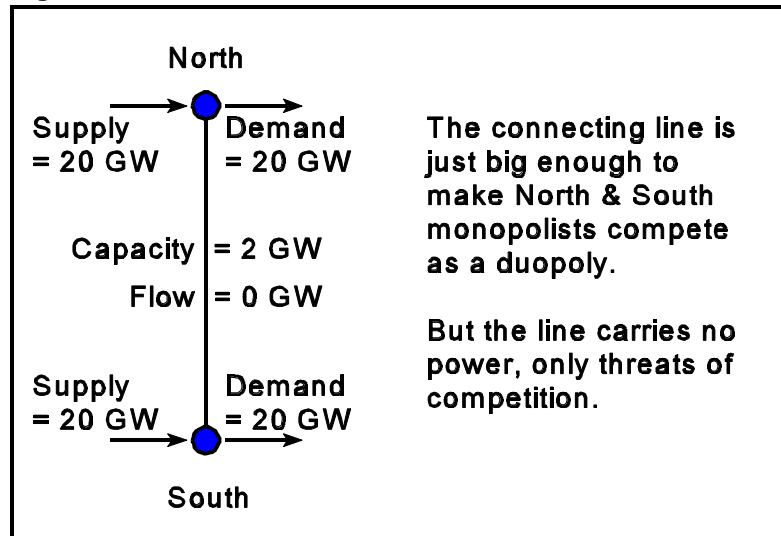 North
Supply
= 20 GW
Demand
= 20 GW
The connecting line is
just big enough to
make North & South
monopolists compete
as a duopoly.
Capacity = 2 GW
Flow = 0 GW
But the line carries no
power, only threats of
competition.
Supply
= 20 GW
Demand
= 20 GW
South